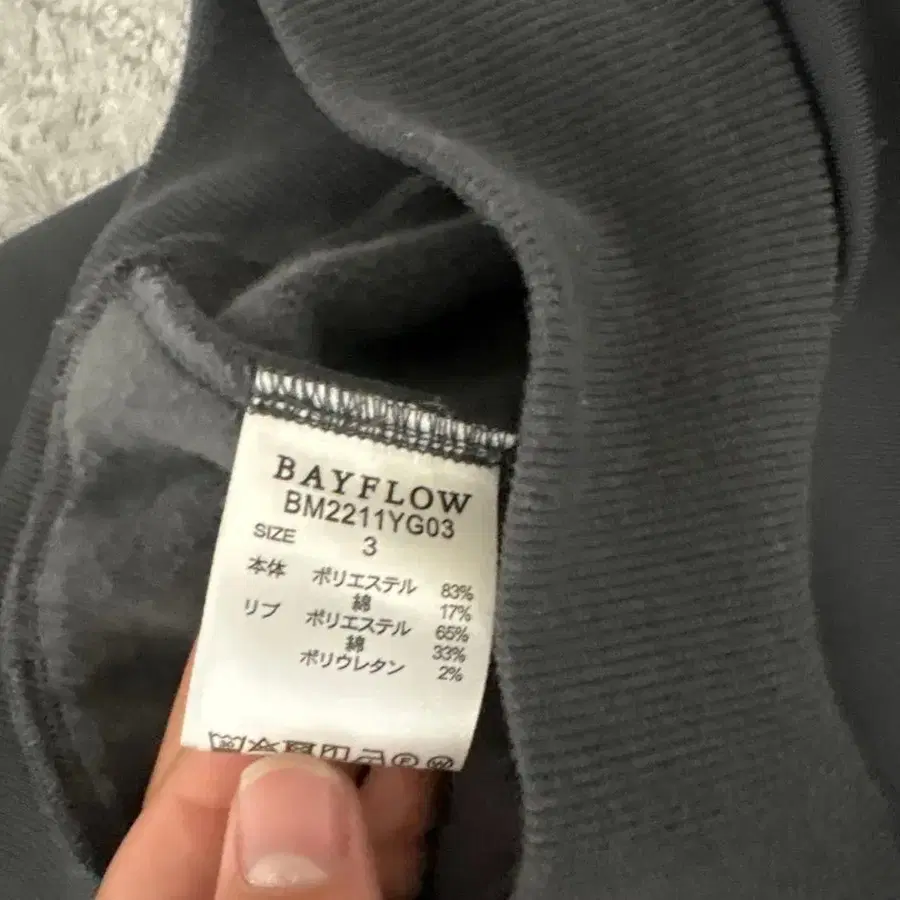 BAYFLOW
BM2211YG03
SIZE 3
本体 ポリエステル 83%
綿 17%
リブ ポリエステル 65%
綿 33%
ポリウレタン 2%